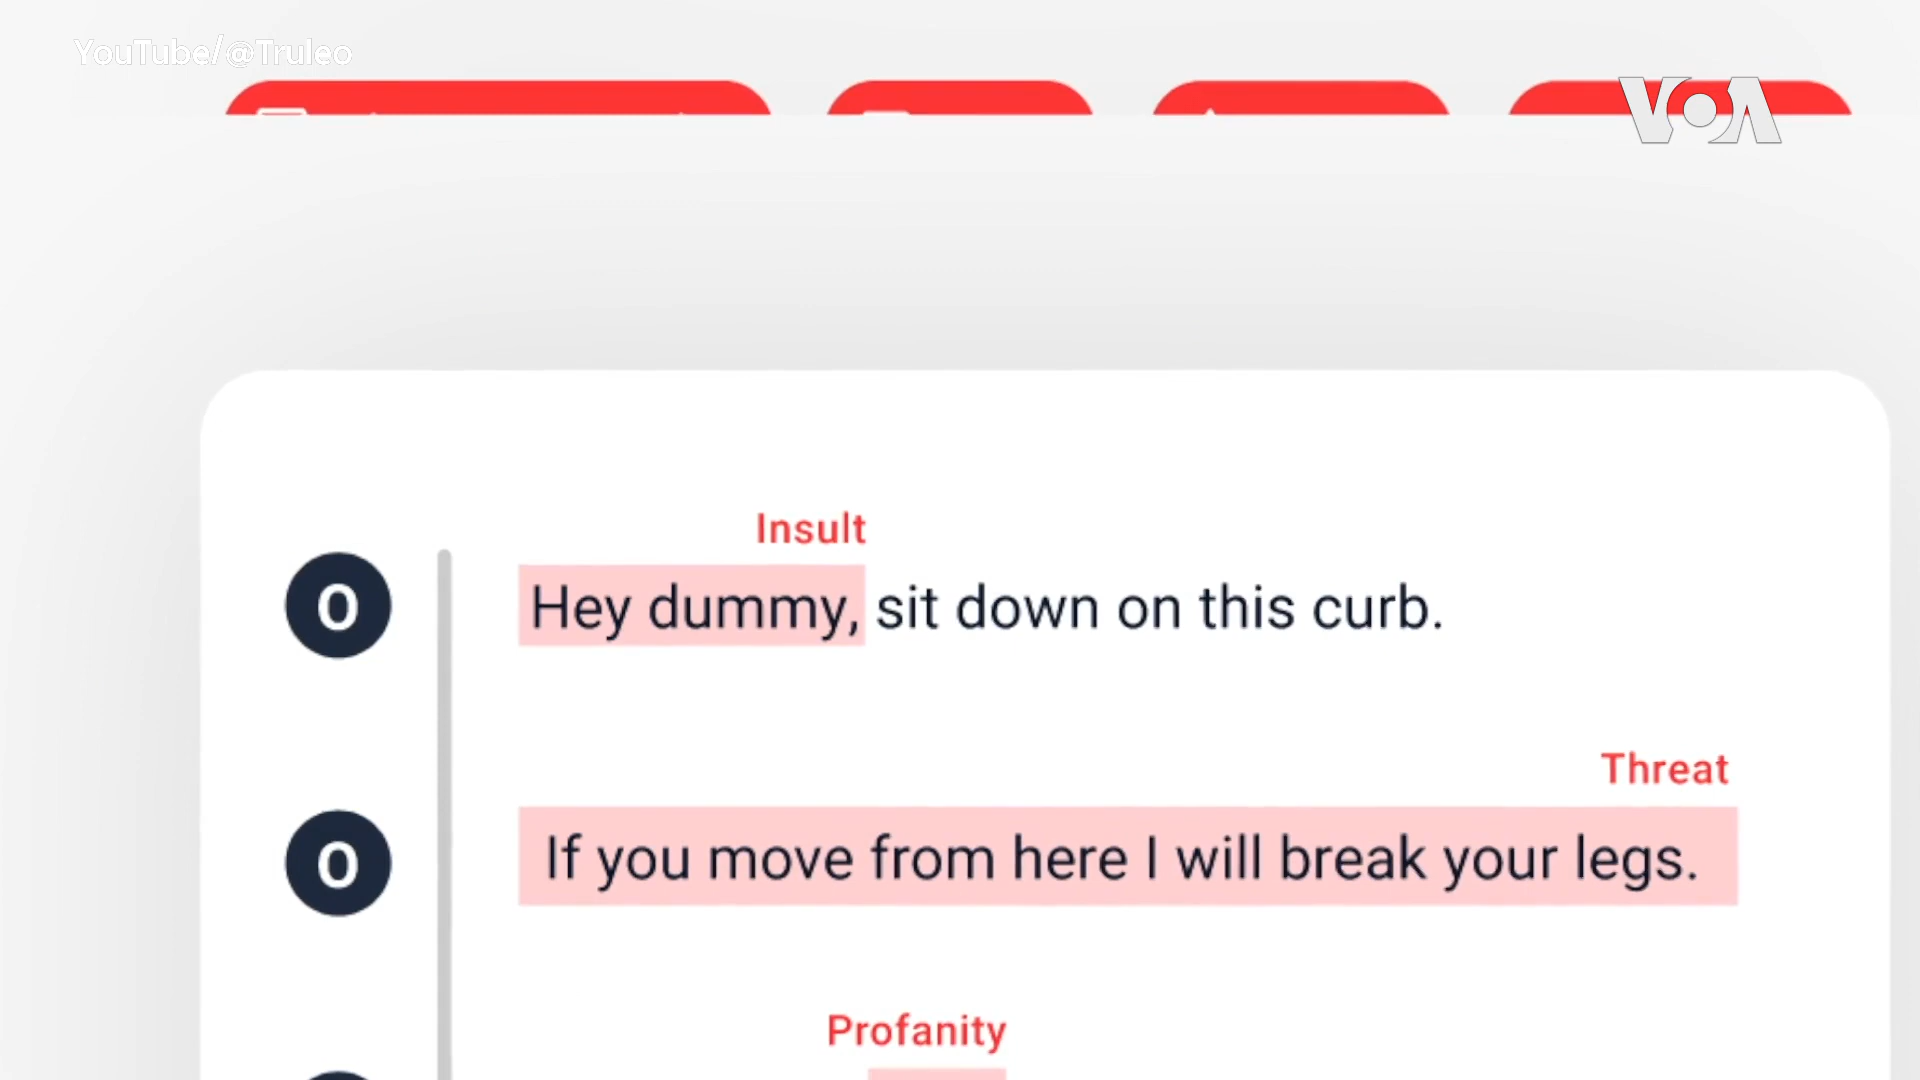 YouTube/@Truleo
VOA
Insult
O
Hey dummy, sit down on this curb.
Threat
O
If you move from here I will break your legs.
Profanity